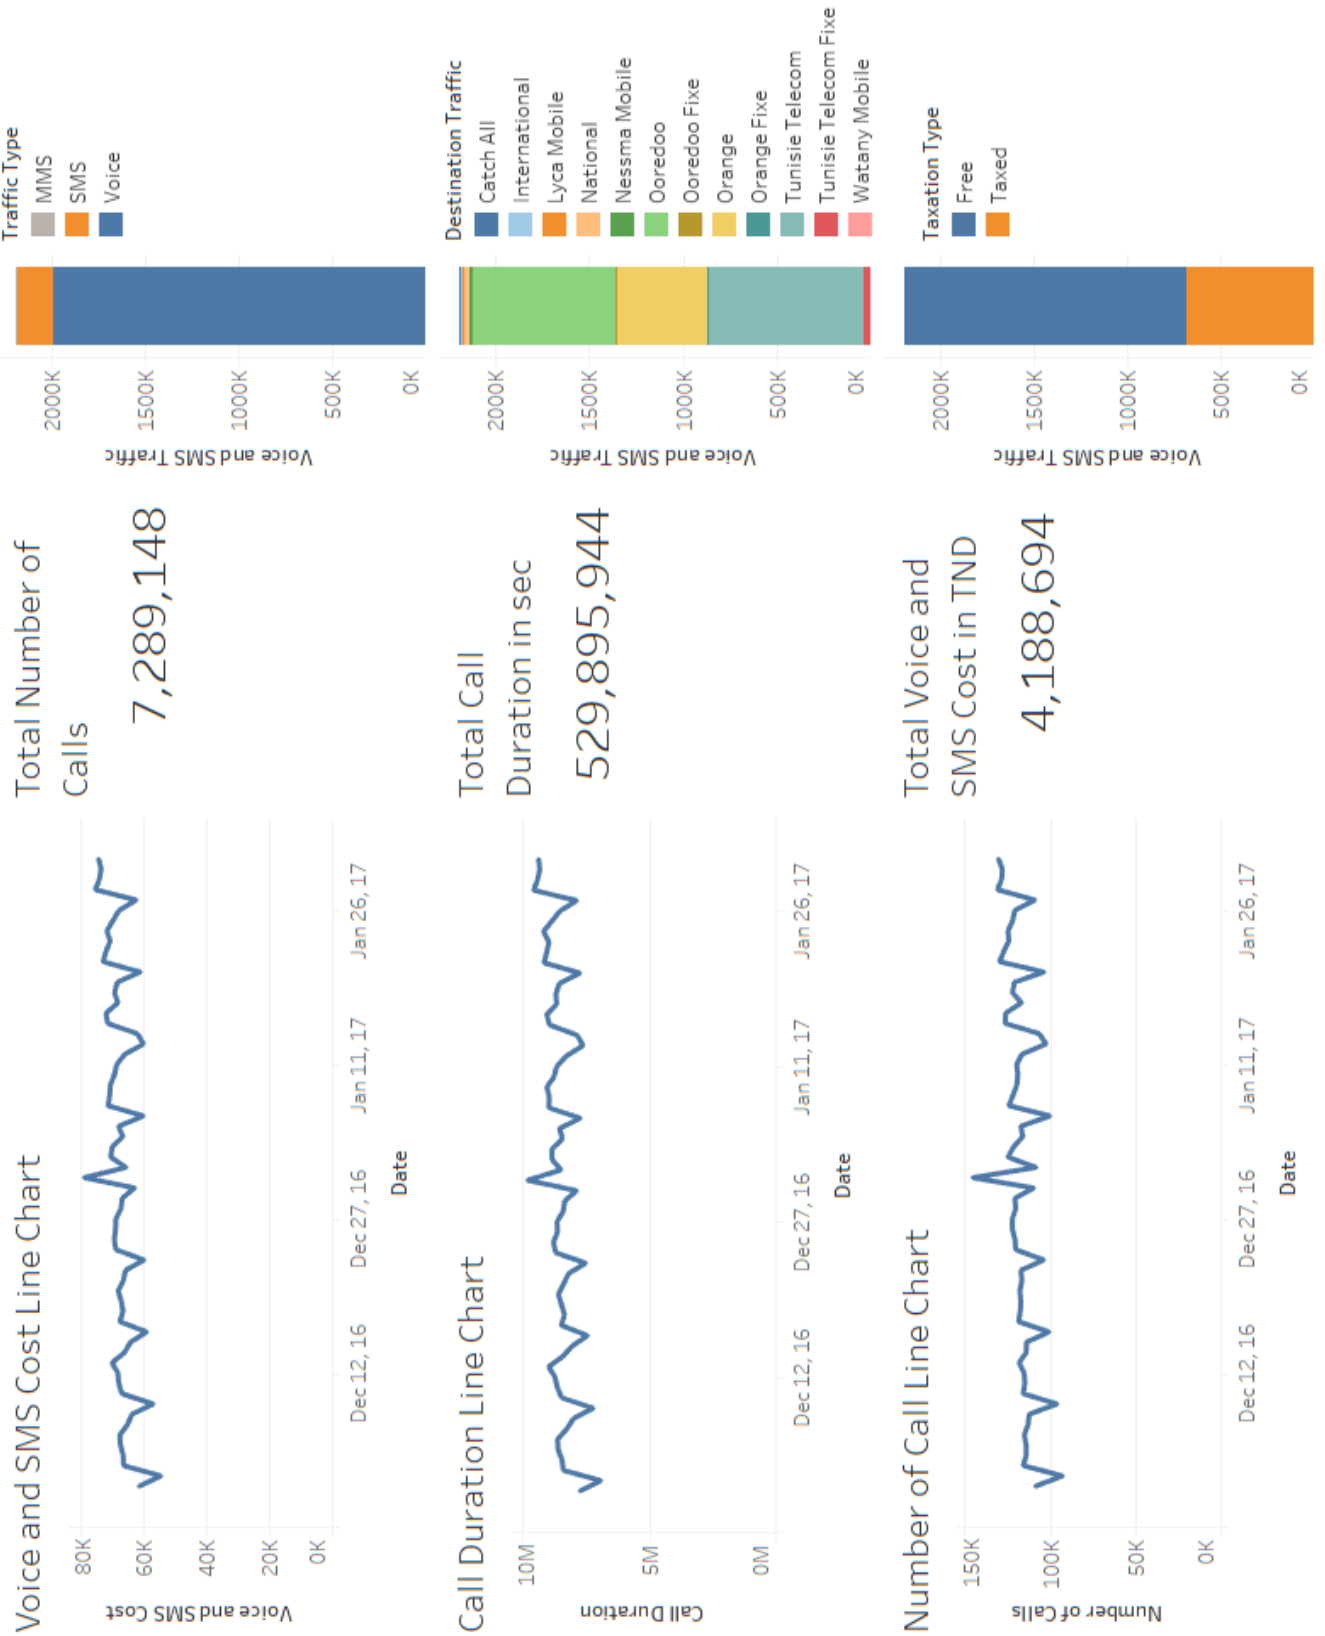 Voice and SMS Cost Line Chart
Voice and SMS Cost
80K
60K
40K
20K
0K
Dec 12, 16
Dec 27, 16
Jan 11, 17
Jan 26, 17
Date
Total Number of
Calls
7,289,148
Voice and SMS Traffic
2000K
1500K
1000K
500K
0K
Traffic Type
MMS
SMS
Voice
Call Duration Line Chart
Call Duration
10M
5M
0M
Dec 12, 16
Dec 27, 16
Jan 11, 17
Jan 26, 17
Date
Total Call
Duration in sec
529,895,944
Voice and SMS Traffic
2000K
1500K
1000K
500K
0K
Destination Traffic
Catch All
International
Lyca Mobile
National
Nessma Mobile
Ooredoo
Ooredoo Fixe
Orange
Orange Fixe
Tunisie Telecom
Tunisie Telecom Fixe
Watany Mobile
Number of Call Line Chart
Number of Calls
150K
100K
50K
0K
Dec 12, 16
Dec 27, 16
Jan 11, 17
Jan 26, 17
Date
Total Voice and
SMS Cost in TND
4,188,694
Voice and SMS Traffic
2000K
1500K
1000K
500K
0K
Taxation Type
Free
Taxed